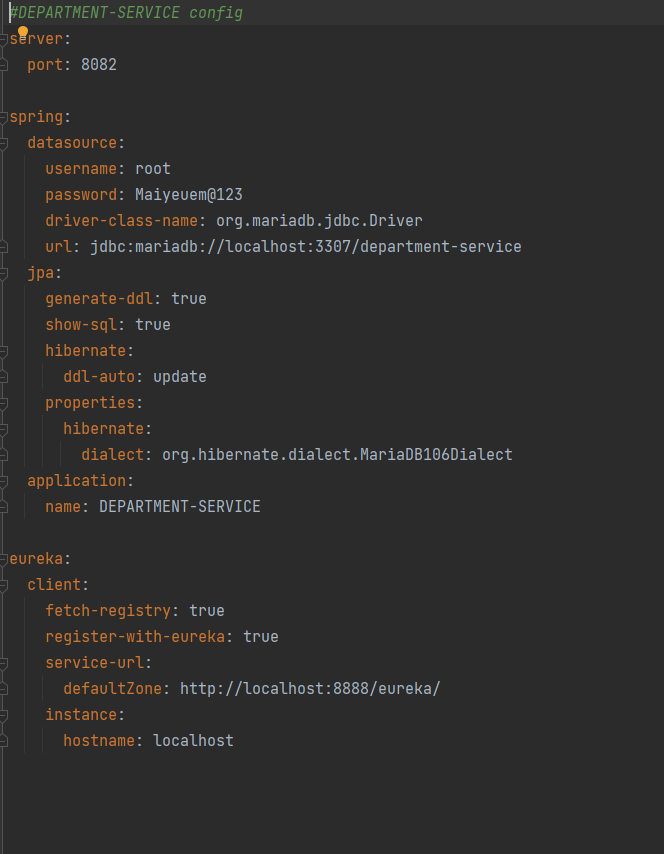 #DEPARTMENT-SERVICE config
server:
  port: 8082

spring:
  datasource:
    username: root
    password: Maiyeuem@123
    driver-class-name: org.mariadb.jdbc.Driver
    url: jdbc:mariadb://localhost:3307/department-service
  jpa:
    generate-ddl: true
    show-sql: true
    hibernate:
      ddl-auto: update
    properties:
      hibernate:
        dialect: org.hibernate.dialect.MariaDB106Dialect
  application:
    name: DEPARTMENT-SERVICE

eureka:
  client:
    fetch-registry: true
    register-with-eureka: true
    service-url:
      defaultZone: http://localhost:8888/eureka/
    instance:
      hostname: localhost